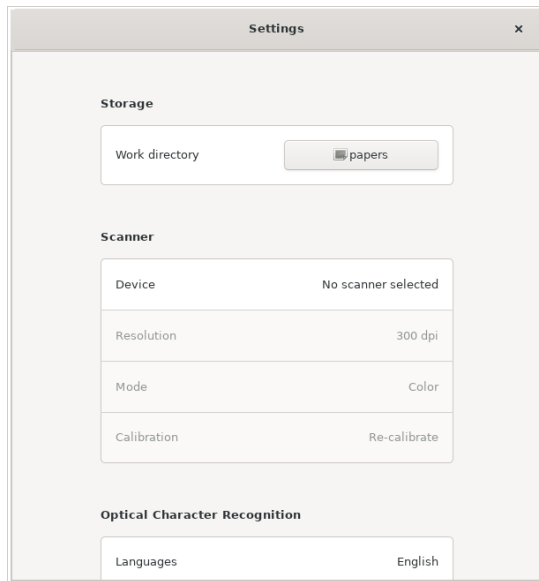 Settings ×
Storage
Work directory papers
Scanner
Device No scanner selected
Resolution 300 dpi
Mode Color
Calibration Re-calibrate
Optical Character Recognition
Languages English